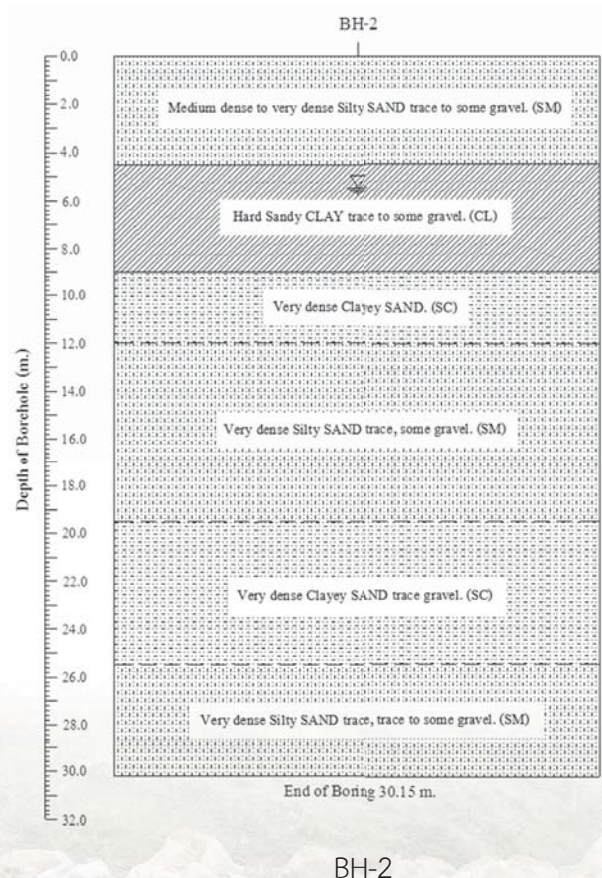 BH-2
Depth of Borehole (m.)
0.0
2.0
4.0
6.0
8.0
10.0
12.0
14.0
16.0
18.0
20.0
22.0
24.0
26.0
28.0
30.0
32.0
Medium dense to very dense Silty SAND trace to some gravel. (SM)
Hard Sandy CLAY trace to some gravel. (CL)
Very dense Clayey SAND. (SC)
Very dense Silty SAND trace, some gravel. (SM)
Very dense Clayey SAND trace gravel. (SC)
Very dense Silty SAND trace, trace to some gravel. (SM)
End of Boring 30.15 m.
BH-2